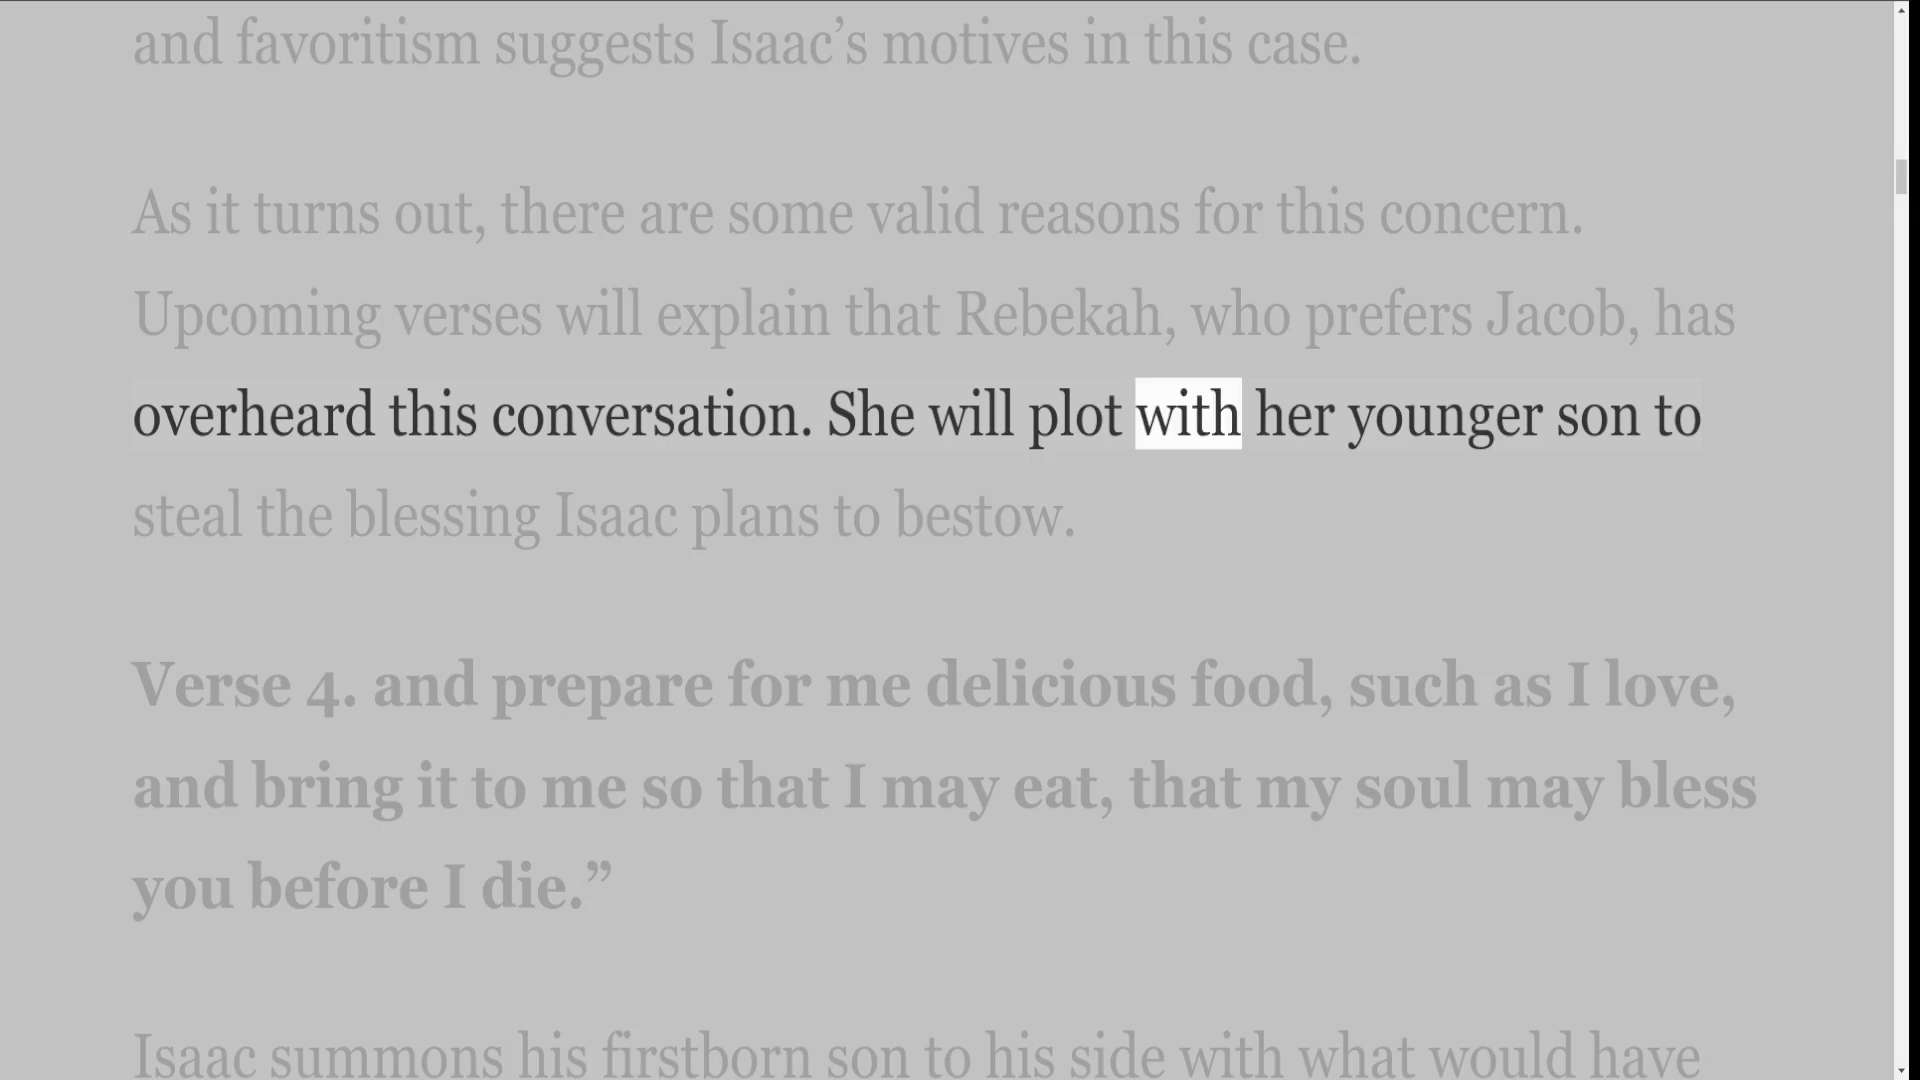 and favoritism suggests Isaac’s motives in this case.
As it turns out, there are some valid reasons for this concern.
Upcoming verses will explain that Rebekah, who prefers Jacob, has
overheard this conversation. She will plot with her younger son to
steal the blessing Isaac plans to bestow.
Verse 4. and prepare for me delicious food, such as I love,
and bring it to me so that I may eat, that my soul may bless
you before I die.”
Isaac summons his firstborn son to his side with what would have